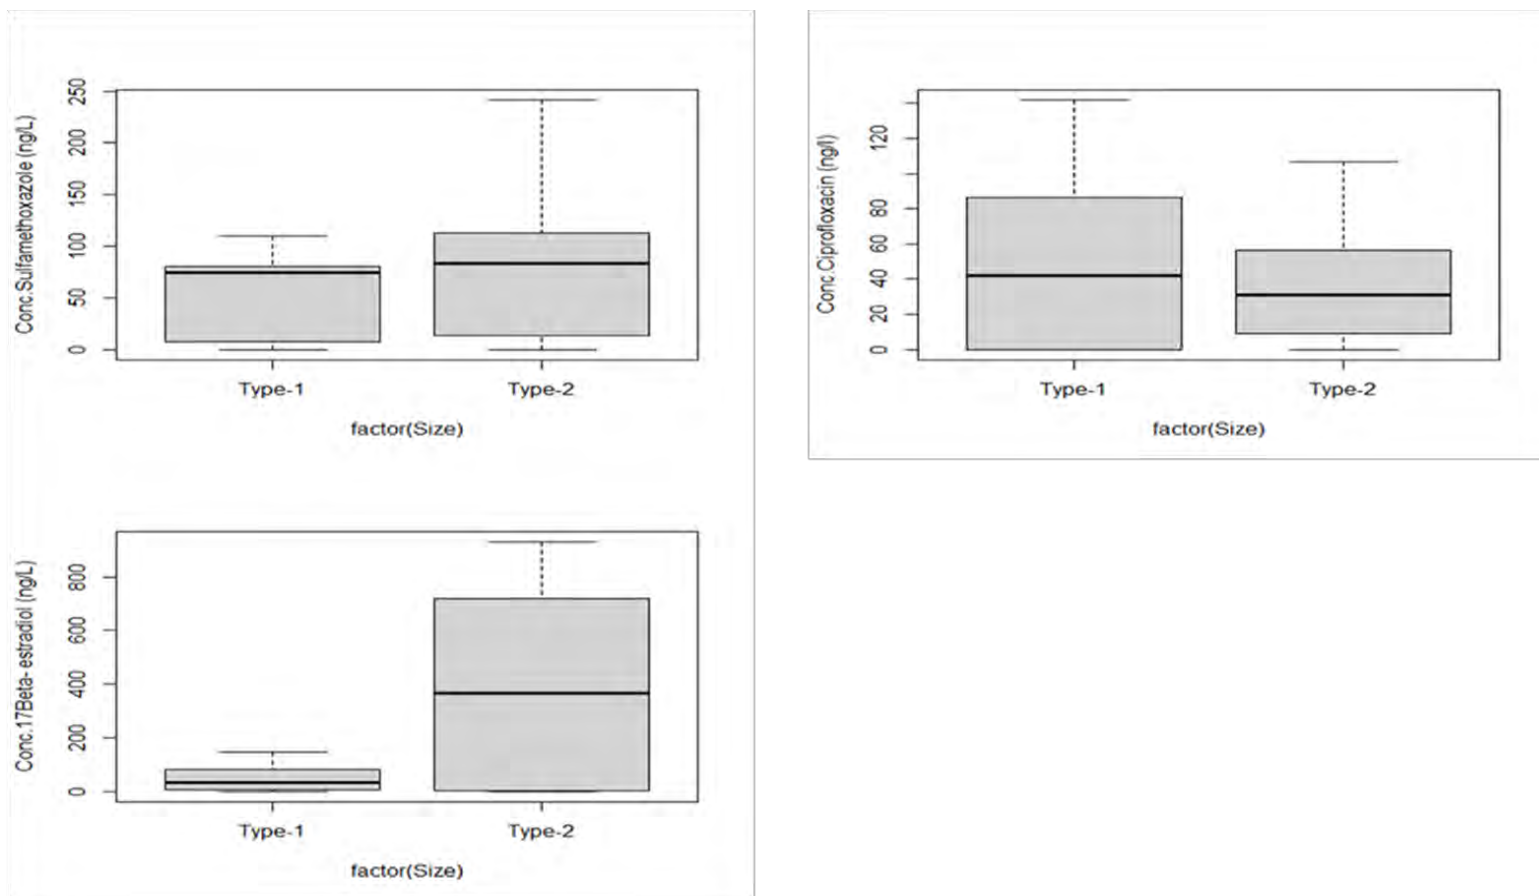 Conc.Sulfamethoxazole (ng/L)
250
200
150
100
50
0
Type-1 Type-2
factor(Size)
Conc.Ciprofloxacin (ng/l)
120
80
60
40
20
0
Type-1 Type-2
factor(Size)
Conc.17Beta- estradiol (ng/L)
800
600
400
200
0
Type-1 Type-2
factor(Size)